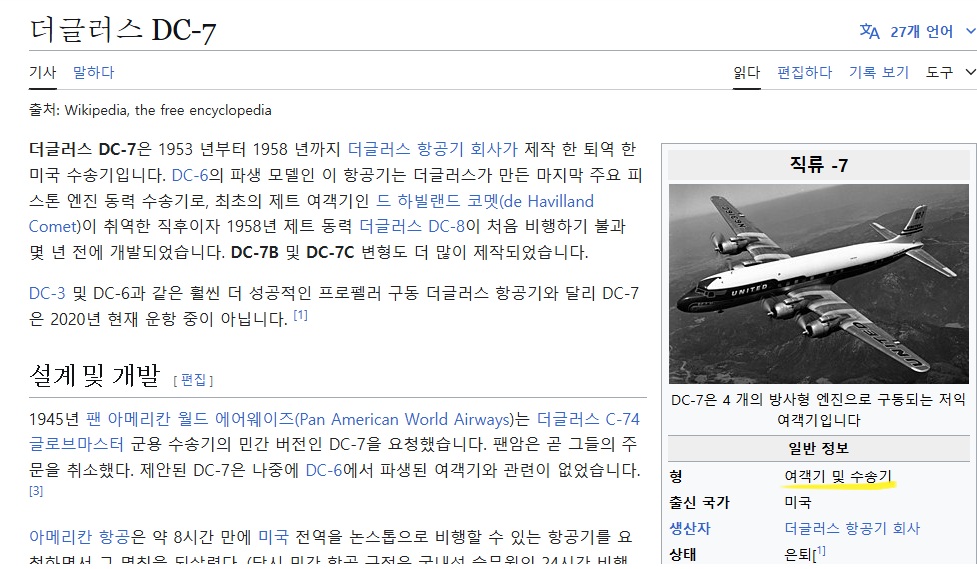 더글러스 DC-7
27개 언어
기사 말하다
읽다 편집하다 기록 보기 도구
출처: Wikipedia, the free encyclopedia
더글러스 DC-7은 1953 년부터 1958 년까지 더글러스 항공기 회사가 제작 한 퇴역 한
미국 수송기입니다. DC-6의 파생 모델인 이 항공기는 더글러스가 만든 마지막 주요 피
스톤 엔진 동력 수송기로, 최초의 제트 여객기인 드 하빌랜드 코멧(de Havilland
Comet)이 취역한 직후이자 1958년 제트 동력 더글러스 DC-8이 처음 비행하기 불과
몇 년 전에 개발되었습니다. DC-7B 및 DC-7C 변형도 더 많이 제작되었습니다.
DC-3 및 DC-6과 같은 훨씬 더 성공적인 프로펠러 구동 더글러스 항공기와 달리 DC-7
은 2020년 현재 운항 중이 아닙니다. [1]
설계 및 개발 [ 편집 ]
1945년 팬 아메리칸 월드 에어웨이즈(Pan American World Airways)는 더글러스 C-74
글로브마스터 군용 수송기의 민간 버전인 DC-7을 요청했습니다. 팬암은 곧 그들의 주
문을 취소했다. 제안된 DC-7은 나중에 DC-6에서 파생된 여객기와 관련이 없었습니다.
[3]
아메리칸 항공은 약 8시간 만에 미국 전역을 논스톱으로 비행할 수 있는 항공기를 요
청하면서 그 명칭을 되살렸다. (당시 민간 항공 규정은 국내선 승무원의 24시간 비행
직류 -7
UNITED
UNITED
DC-7은 4 개의 방사형 엔진으로 구동되는 저익
여객기입니다
일반 정보
형 여객기 및 수송기
출신 국가 미국
생산자 더글러스 항공기 회사
상태 은퇴[1]